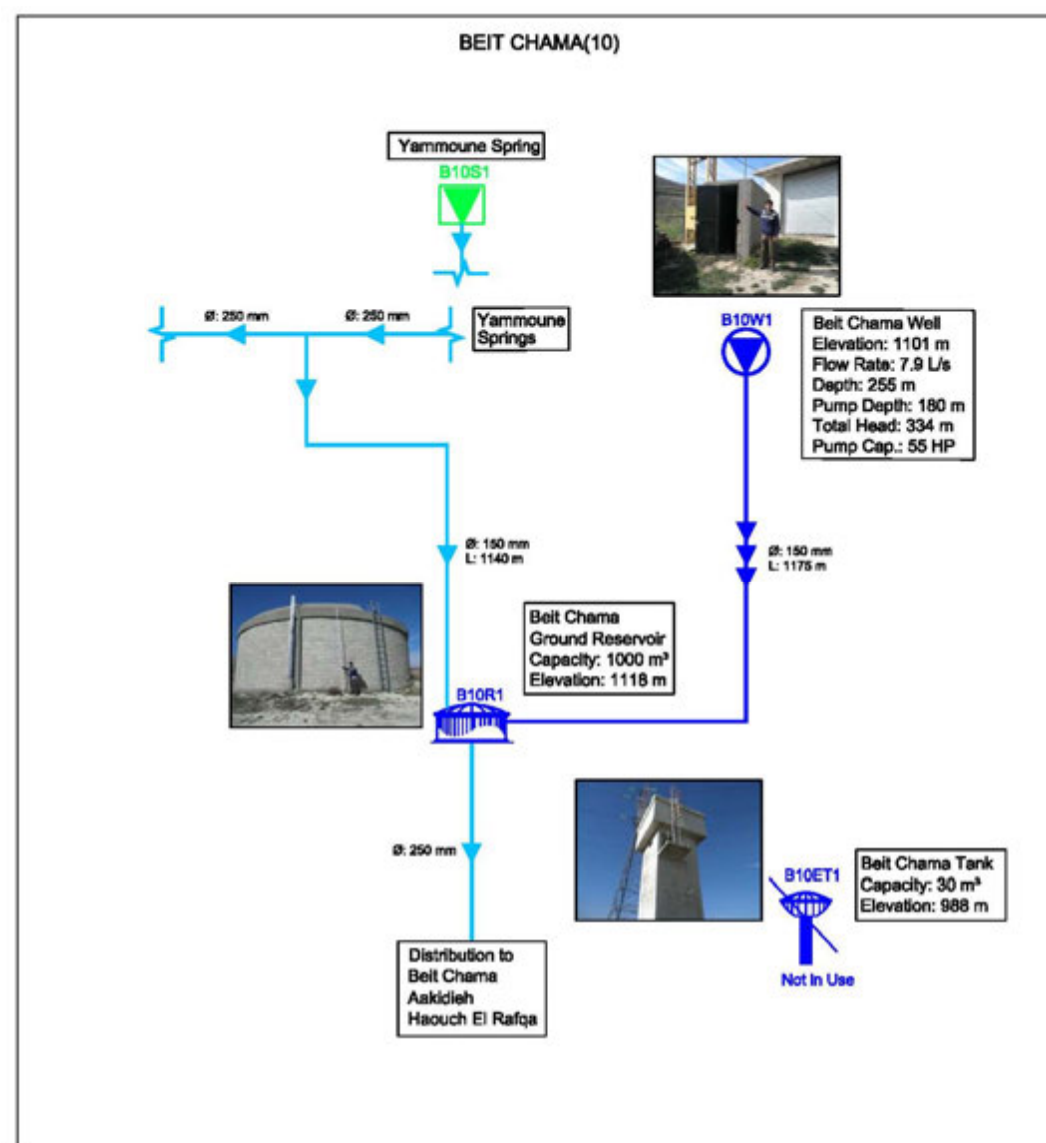 BEIT CHAMA(10)
Yammoune Spring
B10S1
Ø: 250 mm
Ø: 250 mm
Yammoune
Springs
B10W1
Beit Chama Well
Elevation: 1101 m
Flow Rate: 7.9 L/s
Depth: 255 m
Pump Depth: 180 m
Total Head: 334 m
Pump Cap.: 55 HP
Ø: 150 mm
L: 1140 m
Ø: 150 mm
L: 1175 m
Beit Chama
Ground Reservoir
Capacity: 1000 m³
Elevation: 1118 m
B10R1
Ø: 250 mm
B10ET1
Beit Chama Tank
Capacity: 30 m³
Elevation: 988 m
Not In Use
Distribution to
Beit Chama
Aakidieh
Haouch El Rafqa